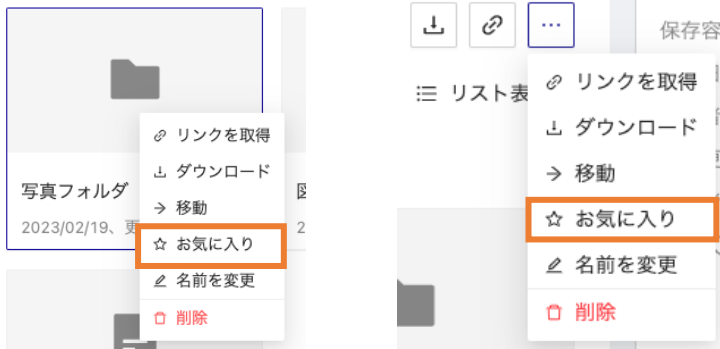 写真フォルダ
2023/02/19、更
リンクを取得
ダウンロード
移動
お気に入り
名前を変更
削除
保存容
リスト表
リンクを取得
ダウンロード
移動
お気に入り
名前を変更
削除